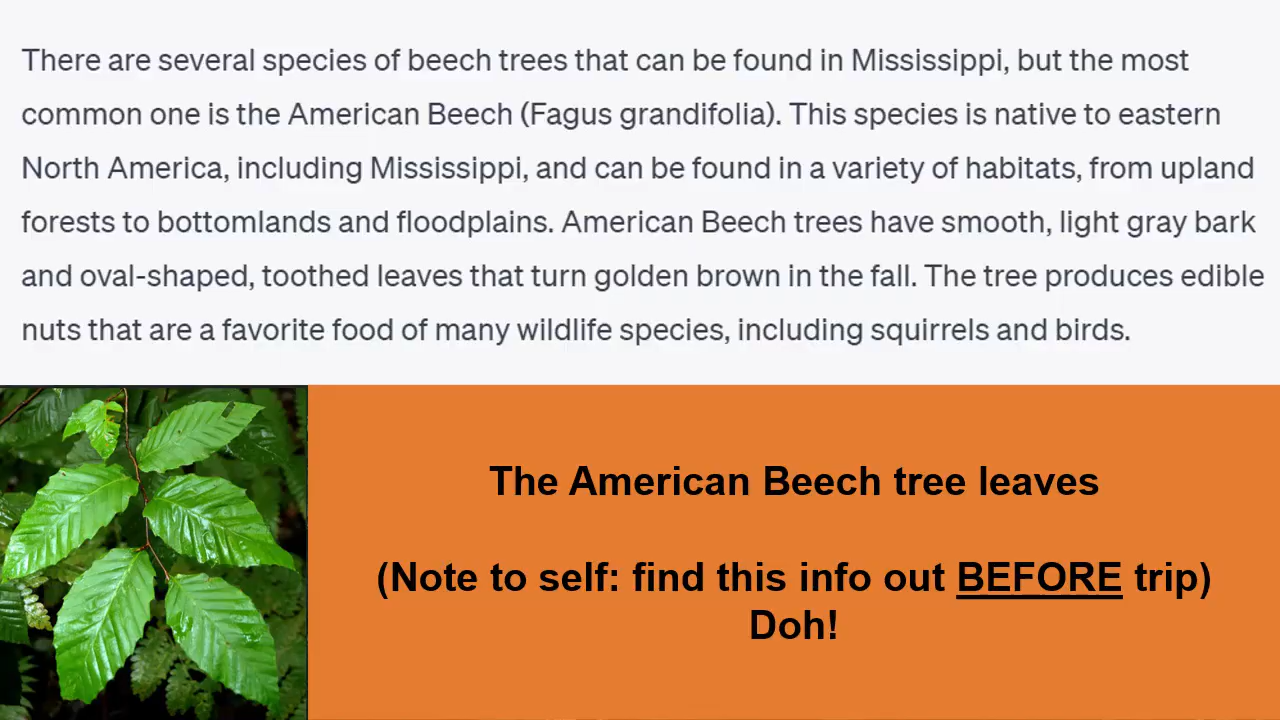 There are several species of beech trees that can be found in Mississippi, but the most
common one is the American Beech (Fagus grandifolia). This species is native to eastern
North America, including Mississippi, and can be found in a variety of habitats, from upland
forests to bottomlands and floodplains. American Beech trees have smooth, light gray bark
and oval-shaped, toothed leaves that turn golden brown in the fall. The tree produces edible
nuts that are a favorite food of many wildlife species, including squirrels and birds.
The American Beech tree leaves
(Note to self: find this info out BEFORE trip)
Doh!